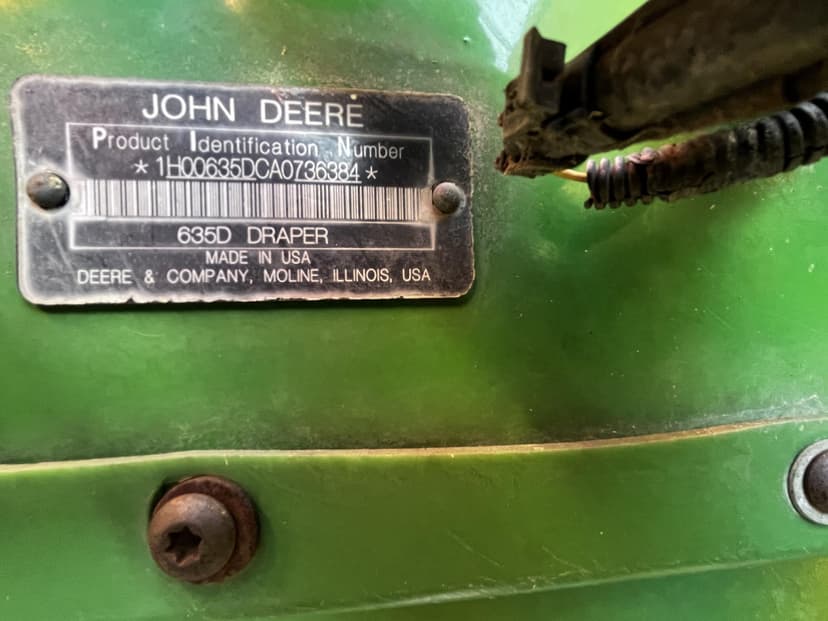 JOHN DEERE
Product Identification Number
*1H00635DCA0736384*
635D DRAPER
MADE IN USA
DEERE & COMPANY, MOLINE, ILLINOIS, USA